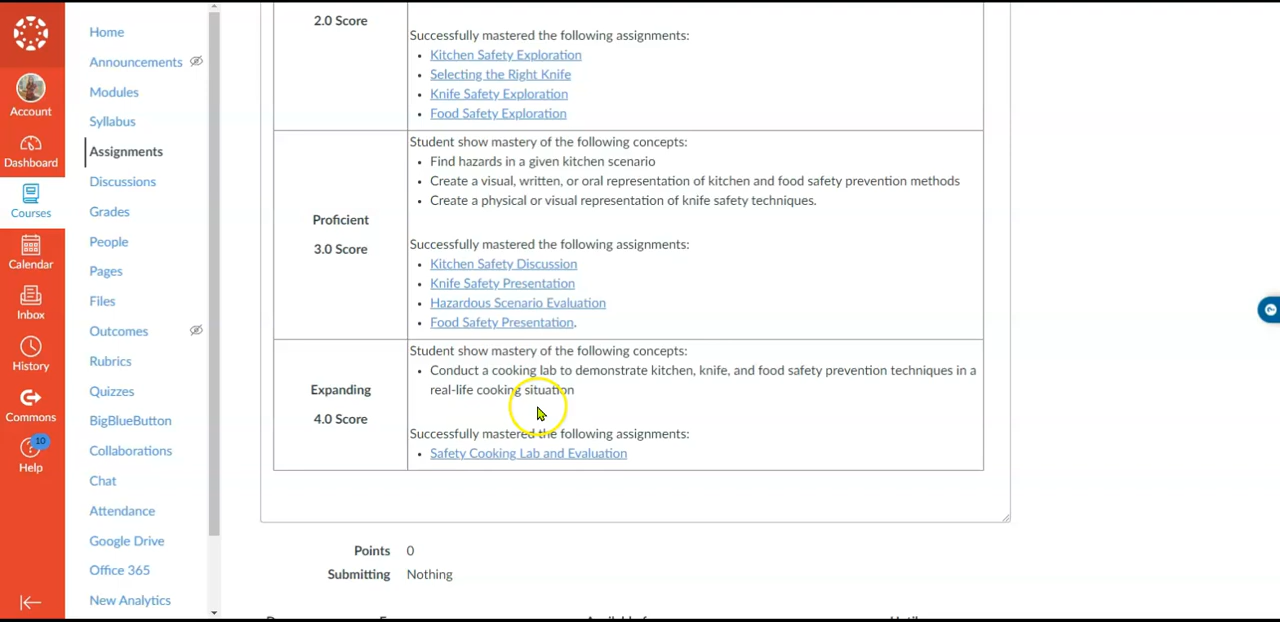 Account
Dashboard
Courses
Calendar
Inbox
History
Commons
10
Help
Home
Announcements
Modules
Syllabus
Assignments
Discussions
Grades
People
Pages
Files
Outcomes
Rubrics
Quizzes
BigBlueButton
Collaborations
Chat
Attendance
Google Drive
Office 365
New Analytics
2.0 Score
Successfully mastered the following assignments:
Kitchen Safety Exploration
Selecting the Right Knife
Knife Safety Exploration
Food Safety Exploration
Proficient
3.0 Score
Student show mastery of the following concepts:
Find hazards in a given kitchen scenario
Create a visual, written, or oral representation of kitchen and food safety prevention methods
Create a physical or visual representation of knife safety techniques.
Successfully mastered the following assignments:
Kitchen Safety Discussion
Knife Safety Presentation
Hazardous Scenario Evaluation
Food Safety Presentation.
Expanding
4.0 Score
Student show mastery of the following concepts:
Conduct a cooking lab to demonstrate kitchen, knife, and food safety prevention techniques in a
real-life cooking situation
Successfully mastered the following assignments:
Safety Cooking Lab and Evaluation
Points 0
Submitting Nothing